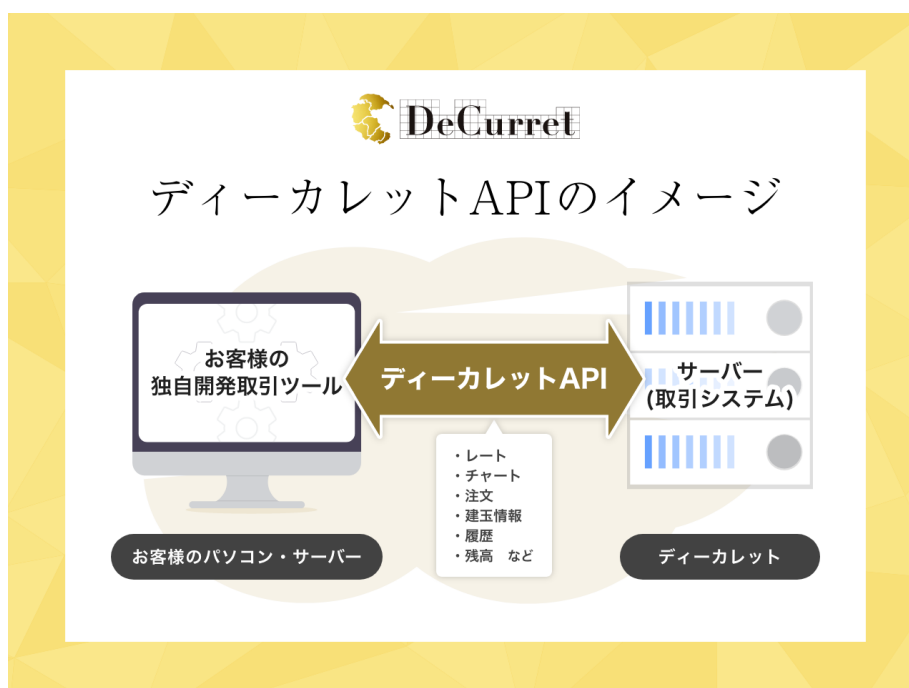 DeCurret
ディーカレットAPIのイメージ
お客様の
独自開発取引ツール
ディーカレットAPI
サーバー
(取引システム)
・レート
・チャート
・注文
・建玉情報
・履歴
・残高　など
お客様のパソコン・サーバー
ディーカレット